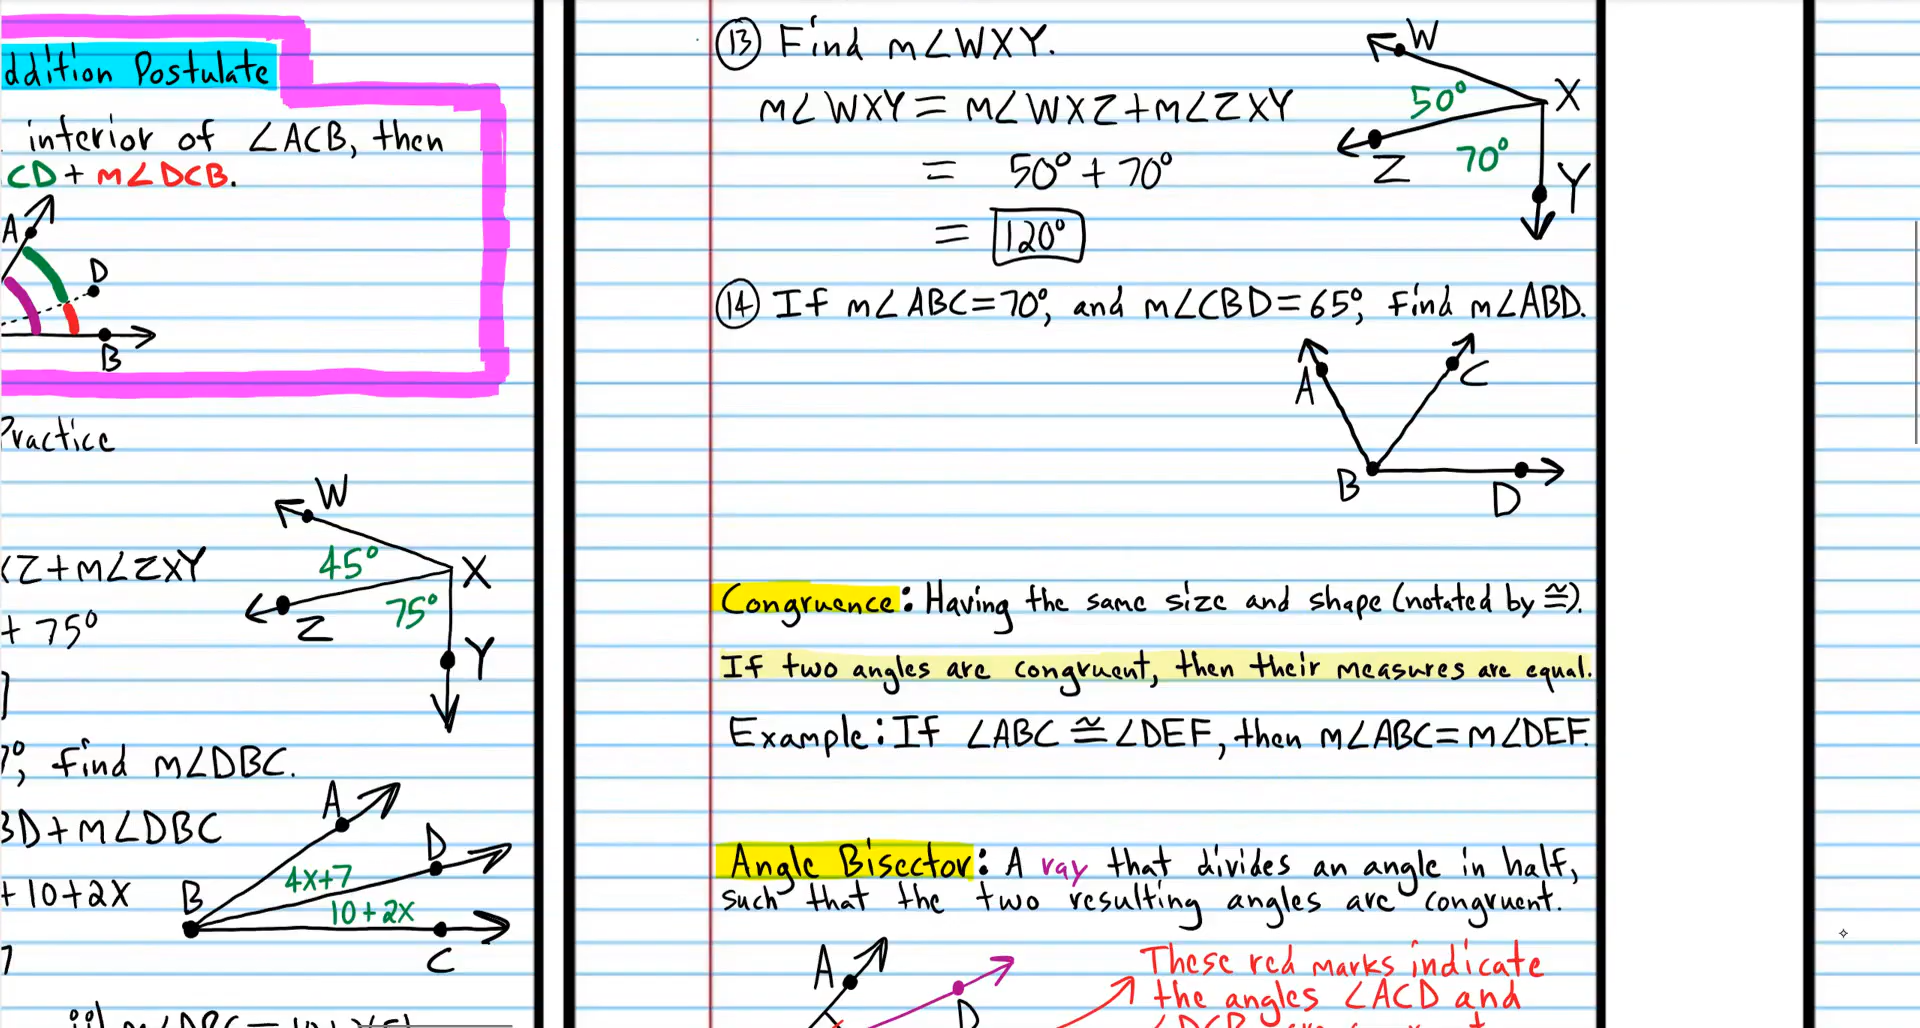 ddition Postulate
interior of ∠ACB, then
CD + m∠DCB.
A
D
B
Practice
W
45°
X
Z + m∠ZXY
75°
Z
+ 75°
Y
7°, find m∠DBC.
A
BD + m∠DBC
D
4x+7
B
+ 10+2x
10+2x
C
⑬ Find m∠WXY.
W
m∠WXY = m∠WXZ + m∠ZXY
50°
X
= 50° + 70°
Z
70°
Y
= 120°
⑭ If m∠ABC=70°, and m∠CBD=65°, find m∠ABD.
A
C
B
D
Congruence: Having the same size and shape (notated by ≅).
If two angles are congruent, then their measures are equal.
Example: If ∠ABC ≅ ∠DEF, then m∠ABC = m∠DEF.
Angle Bisector: A ray that divides an angle in half,
such that the two resulting angles are congruent.
A
D
These red marks indicate
the angles ∠ACD and